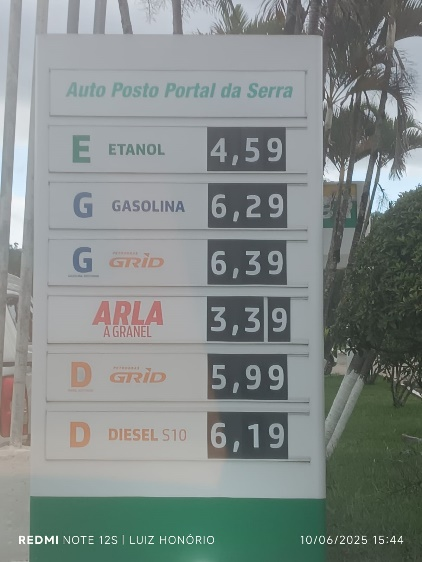 Auto Posto Portal da Serra
E ETANOL 4,59
G GASOLINA 6,29
G GRID 6,39
ARLA 3,39
A GRANEL
D GRID 5,99
D DIESEL S10 6,19
REDMI NOTE 12S | LUIZ HONÓRIO 10/06/2025 15:44